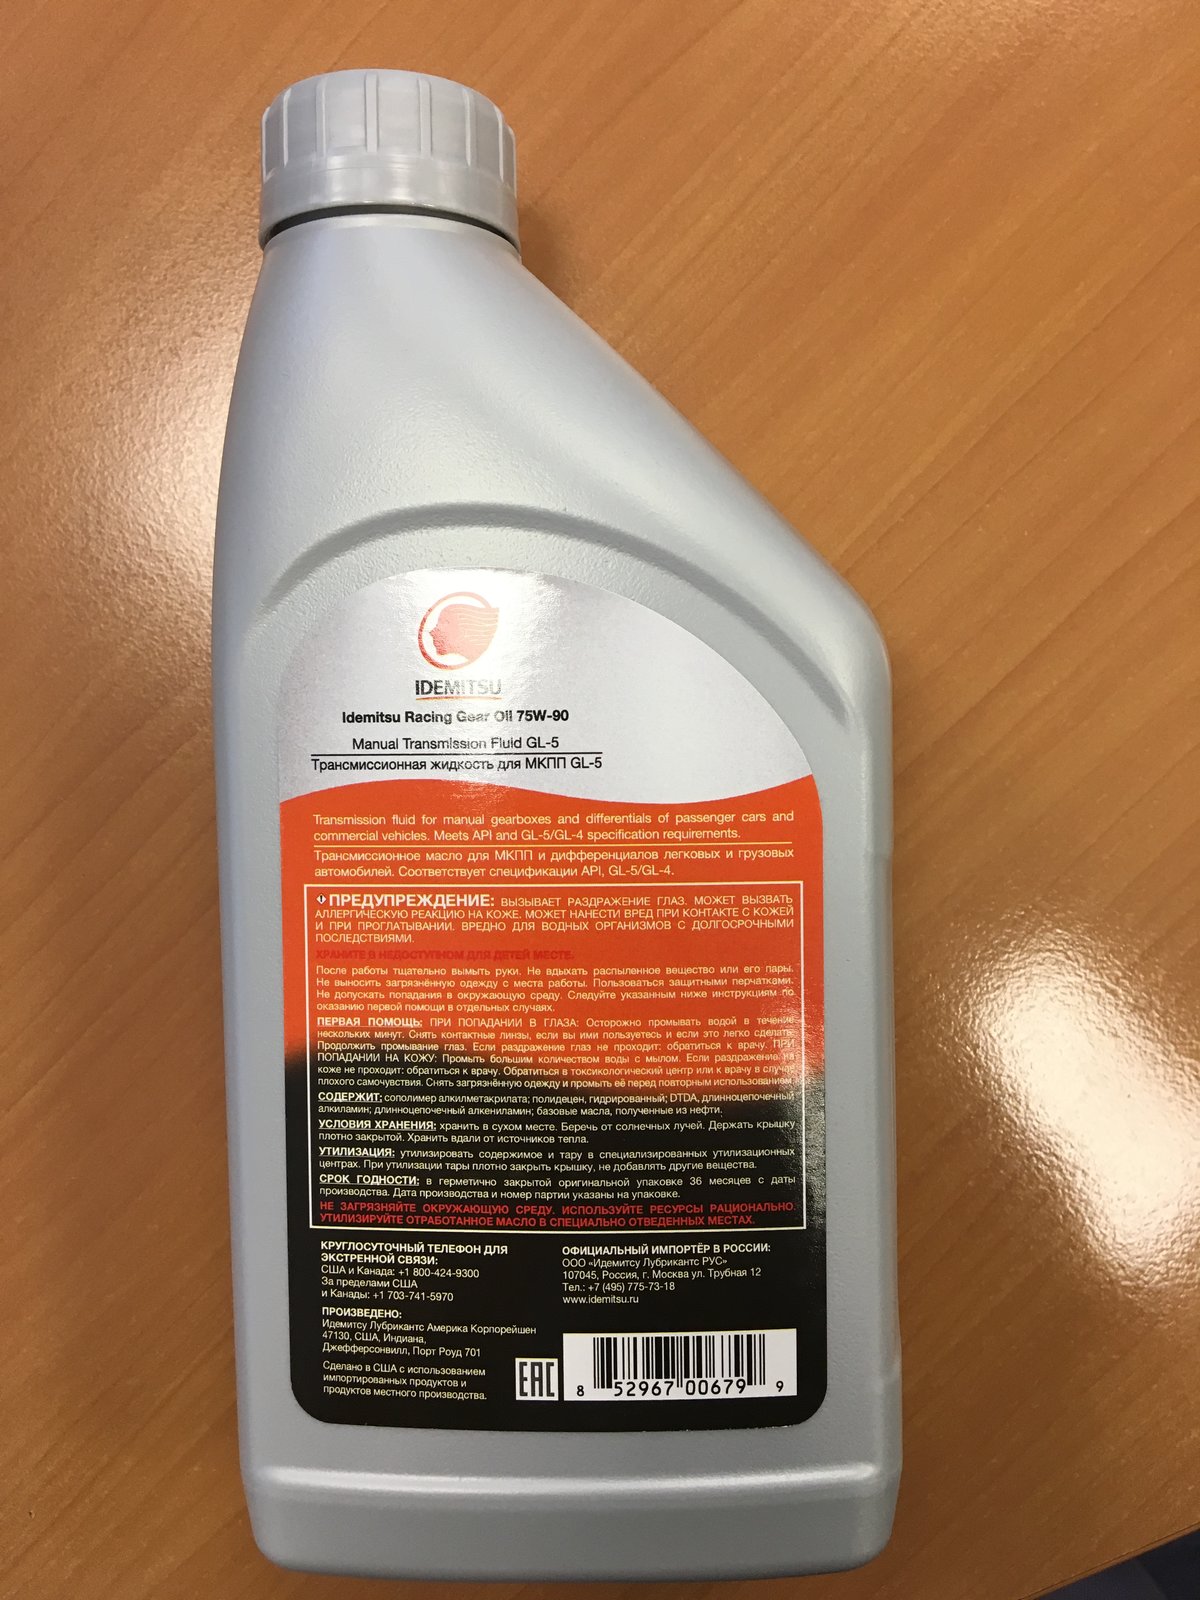 IDEMITSU
Idemitsu Racing Gear Oil 75W-90
Manual Transmission Fluid GL-5
Трансмиссионная жидкость для МКПП GL-5
Transmission fluid for manual gearboxes and differentials of passenger cars and
commercial vehicles. Meets API and GL-5/GL-4 specification requirements.
Трансмиссионное масло для МКПП и дифференциалов легковых и грузовых
автомобилей. Соответствует спецификации API, GL-5/GL-4.
ПРЕДУПРЕЖДЕНИЕ: ВЫЗЫВАЕТ РАЗДРАЖЕНИЕ ГЛАЗ. МОЖЕТ ВЫЗВАТЬ
АЛЛЕРГИЧЕСКУЮ РЕАКЦИЮ НА КОЖЕ. МОЖЕТ НАНЕСТИ ВРЕД ПРИ КОНТАКТЕ С КОЖЕЙ
И ПРИ ПРОГЛАТЫВАНИИ. ВРЕДНО ДЛЯ ВОДНЫХ ОРГАНИЗМОВ С ДОЛГОСРОЧНЫМИ
ПОСЛЕДСТВИЯМИ.
ХРАНИТЕ В НЕДОСТУПНОМ ДЛЯ ДЕТЕЙ МЕСТЕ.
После работы тщательно вымыть руки. Не вдыхать распыленное вещество или его пары.
Не выносить загрязнённую одежду с места работы. Пользоваться защитными перчатками.
Не допускать попадания в окружающую среду. Следуйте указанным ниже инструкциям по
оказанию первой помощи в отдельных случаях.
ПЕРВАЯ ПОМОЩЬ: ПРИ ПОПАДАНИИ В ГЛАЗА: Осторожно промывать водой в течение
нескольких минут. Снять контактные линзы, если вы ими пользуетесь и если это легко сделать.
Продолжить промывание глаз. Если раздражение глаз не проходит: обратиться к врачу. ПРИ
ПОПАДАНИИ НА КОЖУ: Промыть большим количеством воды с мылом. Если раздражение на
коже не проходит: обратиться к врачу. Обратиться в токсикологический центр или к врачу в случае
плохого самочувствия. Снять загрязнённую одежду и промыть её перед повторным использованием.
СОДЕРЖИТ: сополимер алкилметакрилата; полидецен, гидрированный; DTDA, длинноцепочечный
алкиламин; длинноцепочечный алкениламин; базовые масла, полученные из нефти.
УСЛОВИЯ ХРАНЕНИЯ: хранить в сухом месте. Беречь от солнечных лучей. Держать крышку
плотно закрытой. Хранить вдали от источников тепла.
УТИЛИЗАЦИЯ: утилизировать содержимое и тару в специализированных утилизационных
центрах. При утилизации тары плотно закрыть крышку, не добавлять другие вещества.
СРОК ГОДНОСТИ: в герметично закрытой оригинальной упаковке 36 месяцев с даты
производства. Дата производства и номер партии указаны на упаковке.
НЕ ЗАГРЯЗНЯЙТЕ ОКРУЖАЮЩУЮ СРЕДУ. ИСПОЛЬЗУЙТЕ РЕСУРСЫ РАЦИОНАЛЬНО.
УТИЛИЗИРУЙТЕ ОТРАБОТАННОЕ МАСЛО В СПЕЦИАЛЬНО ОТВЕДЕННЫХ МЕСТАХ.
КРУГЛОСУТОЧНЫЙ ТЕЛЕФОН ДЛЯ
ЭКСТРЕННОЙ СВЯЗИ:
США и Канада: +1 800-424-9300
За пределами США
и Канады: +1 703-741-5970
ПРОИЗВЕДЕНО:
Идемитсу Лубрикантс Америка Корпорейшен
47130, США, Индиана,
Джефферсонвилл, Порт Роуд 701
Сделано в США с использованием
импортированных продуктов и
продуктов местного производства.
ОФИЦИАЛЬНЫЙ ИМПОРТЁР В РОССИИ:
ООО «Идемитсу Лубрикантс РУС»
107045, Россия, г. Москва ул. Трубная 12
Тел.: +7 (495) 775-73-18
www.idemitsu.ru
EAC
8 52967 00679 9